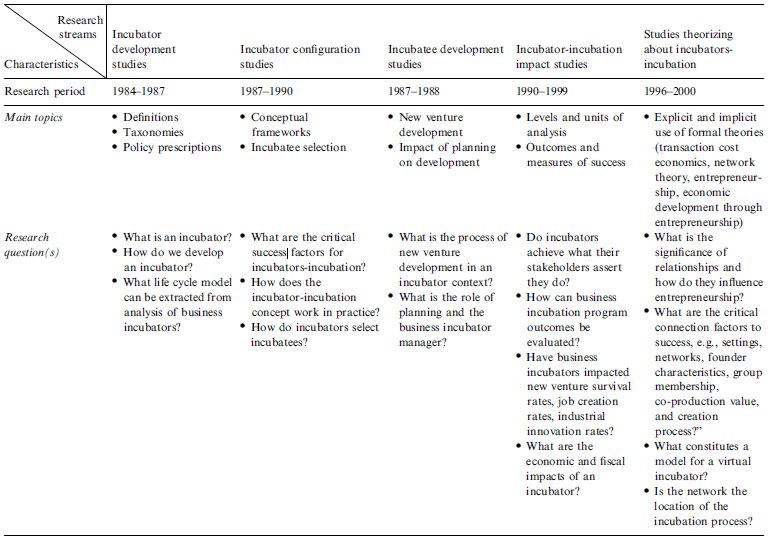 Research
streams
Characteristics
Incubator
development
studies
Incubator configuration
studies
Incubatee development
studies
Incubator-incubation
impact studies
Studies theorizing
about incubators-
incubation
Research period
1984–1987
1987–1990
1987–1988
1990–1999
1996–2000
Main topics
• Definitions
• Taxonomies
• Policy prescriptions
• Conceptual
frameworks
• Incubatee selection
• New venture
development
• Impact of planning
on development
• Levels and units of
analysis
• Outcomes and
measures of success
• Explicit and implicit
use of formal theories
(transaction cost
economics, network
theory, entrepreneur-
ship, economic
development through
entrepreneurship)
Research
question(s)
• What is an incubator?
• How do we develop
an incubator?
• What life cycle model
can be extracted from
analysis of business
incubators?
• What are the critical
success factors for
incubators-incubation?
• How does the
incubator-incubation
concept work in practice?
• How do incubators select
incubatees?
• What is the process of
new venture
development in an
incubator context?
• What is the role of
planning and the
business incubator
manager?
• Do incubators
achieve what their
stakeholders assert
they do?
• How can business
incubation program
outcomes be
evaluated?
• Have business
incubators impacted
new venture survival
rates, job creation
rates, industrial
innovation rates?
• What are the
economic and fiscal
impacts of an
incubator?
• What is the
significance of
relationships and
how do they influence
entrepreneurship?
• What are the critical
connection factors to
success, e.g., settings,
networks, founder
characteristics, group
membership,
co-production value,
and creation
process?”
• What constitutes a
model for a virtual
incubator?
• Is the network the
location of the
incubation process?